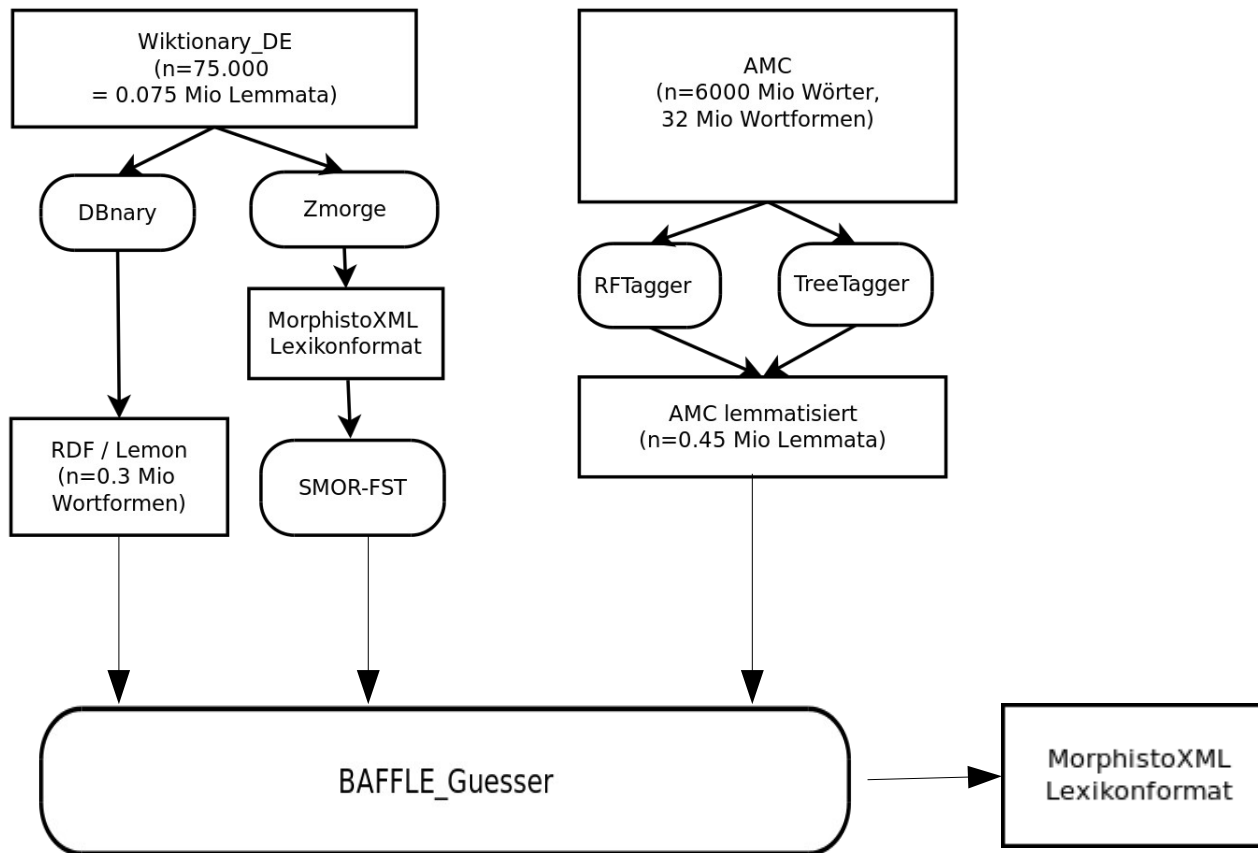 Wiktionary_DE
(n=75.000
= 0.075 Mio Lemmata)
AMC
(n=6000 Mio Wörter,
32 Mio Wortformen)
DBnary
Zmorge
RFTagger
TreeTagger
MorphistoXML
Lexikonformat
AMC lemmatisiert
(n=0.45 Mio Lemmata)
RDF / Lemon
(n=0.3 Mio
Wortformen)
SMOR-FST
BAFFLE_Guesser
MorphistoXML
Lexikonformat